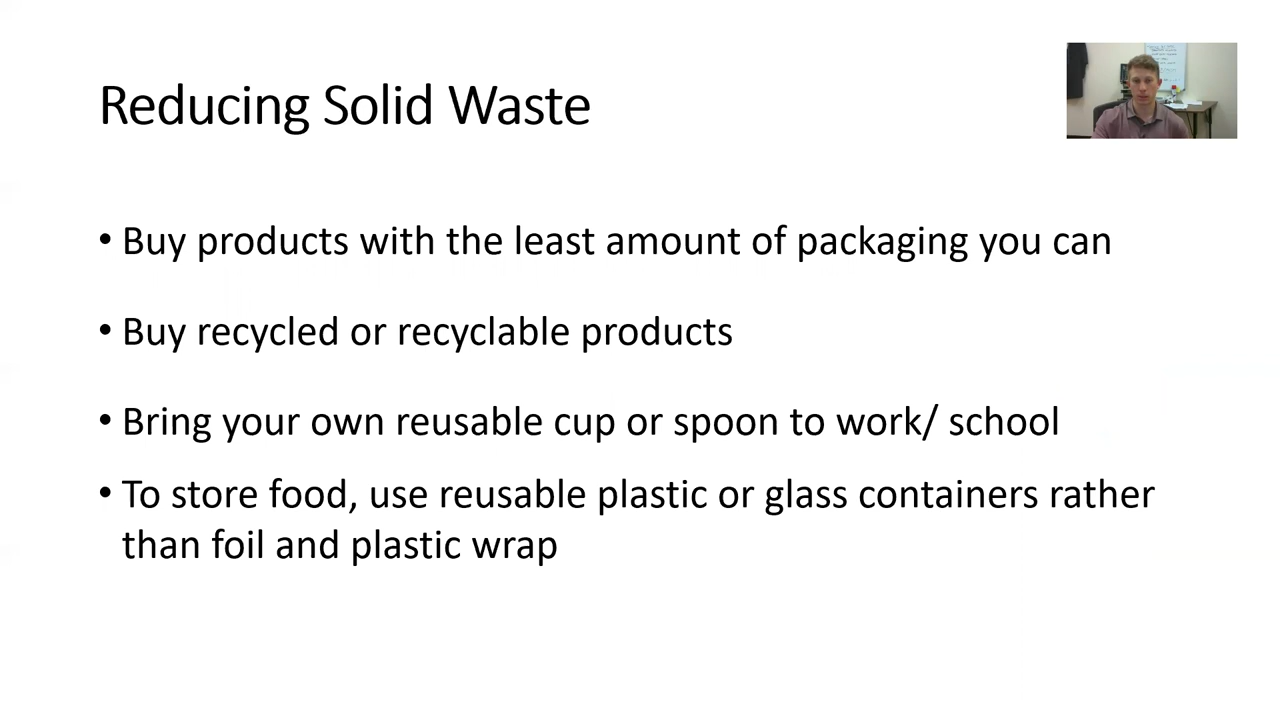 Reducing Solid Waste
• Buy products with the least amount of packaging you can
• Buy recycled or recyclable products
• Bring your own reusable cup or spoon to work/ school
• To store food, use reusable plastic or glass containers rather
than foil and plastic wrap